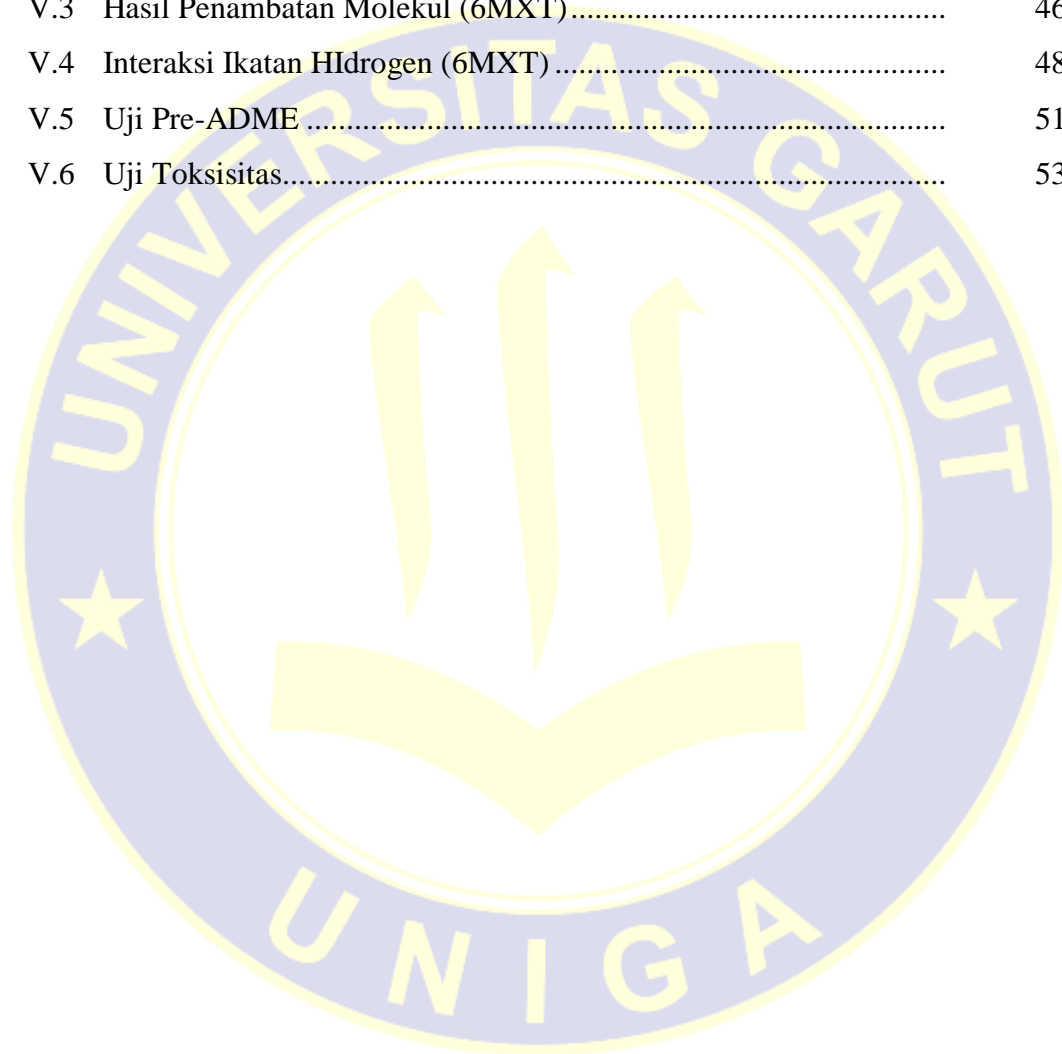 V.3 Hasil Penambatan Molekul (6MXT)............................................... 46
V.4 Interaksi Ikatan HIdrogen (6MXT)................................................. 48
V.5 Uji Pre-ADME................................................................................ 51
V.6 Uji Toksisitas................................................................................... 53
UNIVERSITAS GARUT
UNIGA